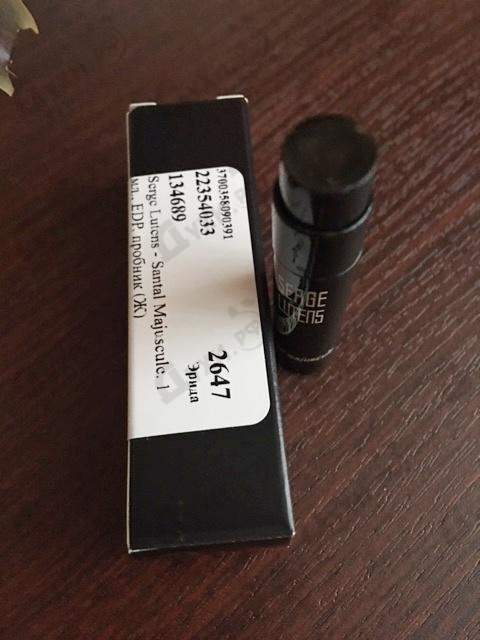 3700358090391
22354033
134689
Serge Lutens - Santal Majuscule, 1
мл., EDP, пробник (Ж)
2647
Эрида
SERGE
LUTENS